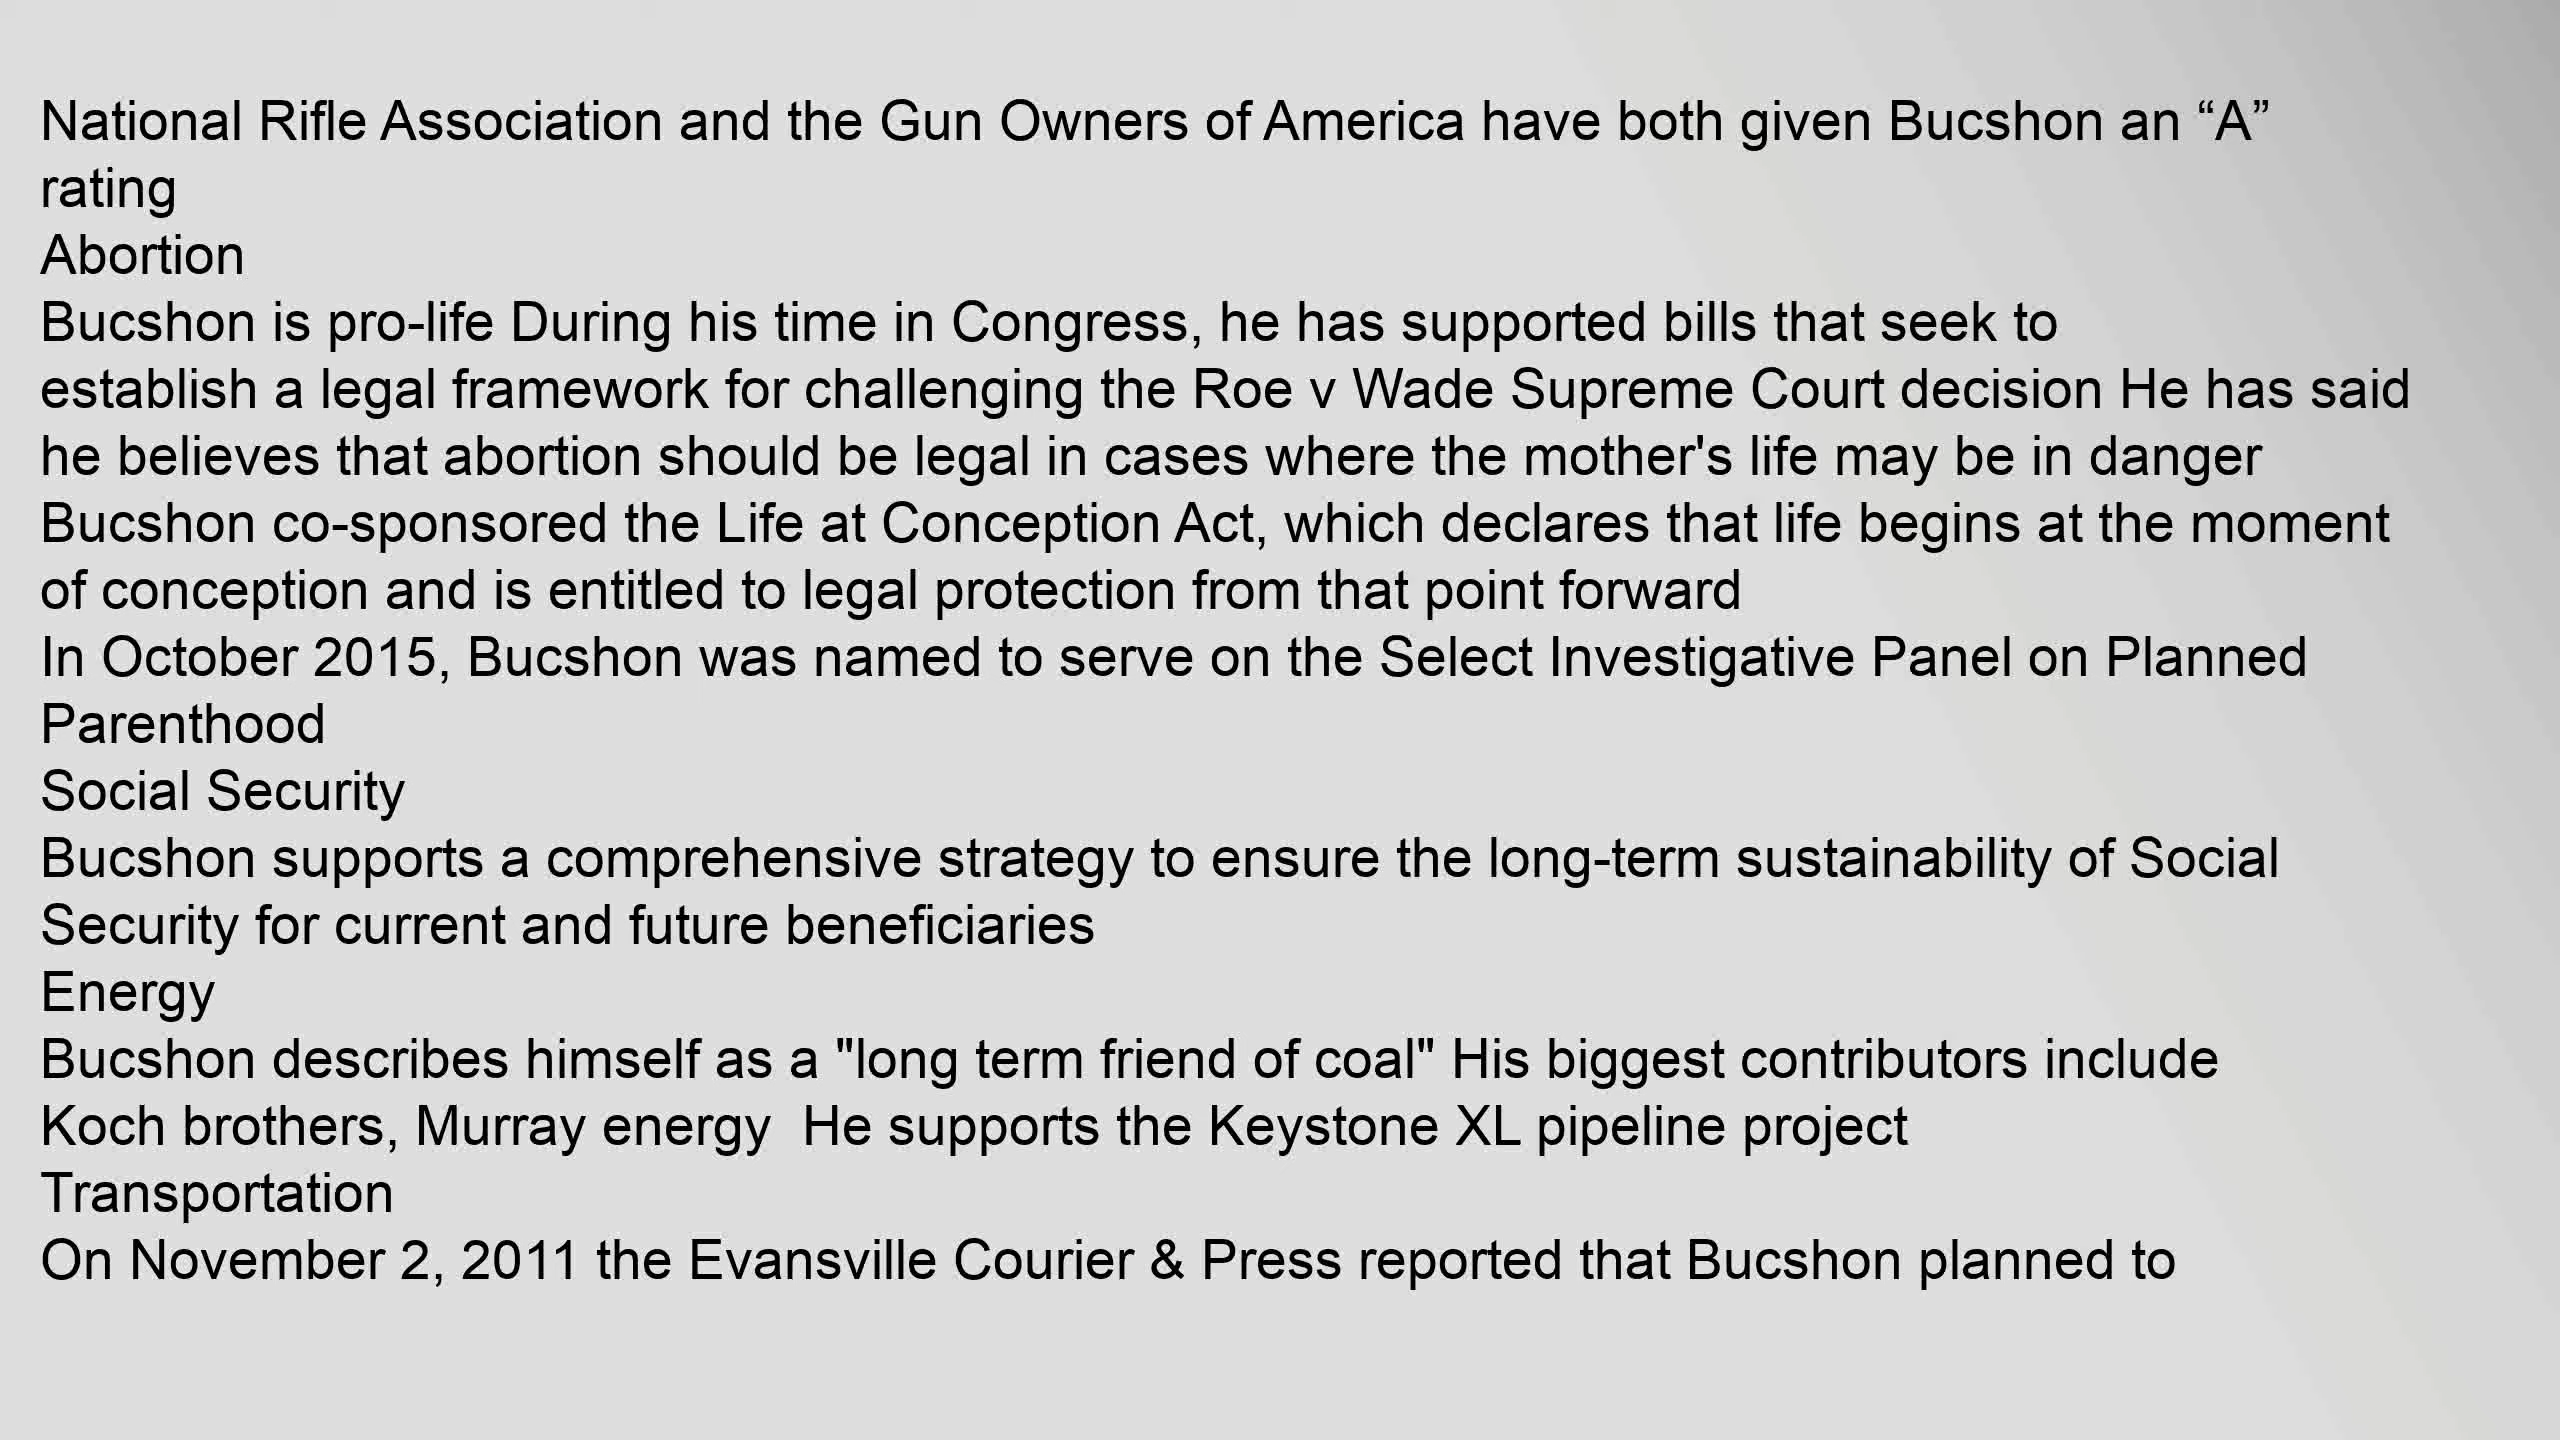 National Rifle Association and the Gun Owners of America have both given Bucshon an “A”
rating
Abortion
Bucshon is pro-life During his time in Congress, he has supported bills that seek to
establish a legal framework for challenging the Roe v Wade Supreme Court decision He has said
he believes that abortion should be legal in cases where the mother's life may be in danger
Bucshon co-sponsored the Life at Conception Act, which declares that life begins at the moment
of conception and is entitled to legal protection from that point forward
In October 2015, Bucshon was named to serve on the Select Investigative Panel on Planned
Parenthood
Social Security
Bucshon supports a comprehensive strategy to ensure the long-term sustainability of Social
Security for current and future beneficiaries
Energy
Bucshon describes himself as a "long term friend of coal" His biggest contributors include
Koch brothers, Murray energy  He supports the Keystone XL pipeline project
Transportation
On November 2, 2011 the Evansville Courier & Press reported that Bucshon planned to